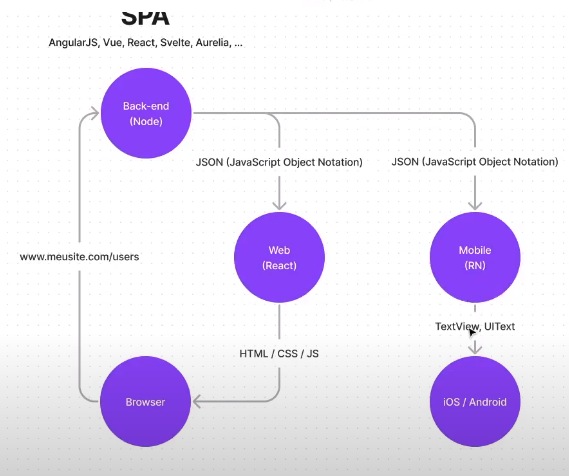 SPA
AngularJS, Vue, React, Svelte, Aurelia, ...
Back-end
(Node)
JSON (JavaScript Object Notation)
JSON (JavaScript Object Notation)
www.meusite.com/users
Web
(React)
Mobile
(RN)
TextView, UIText
HTML / CSS / JS
Browser
iOS / Android